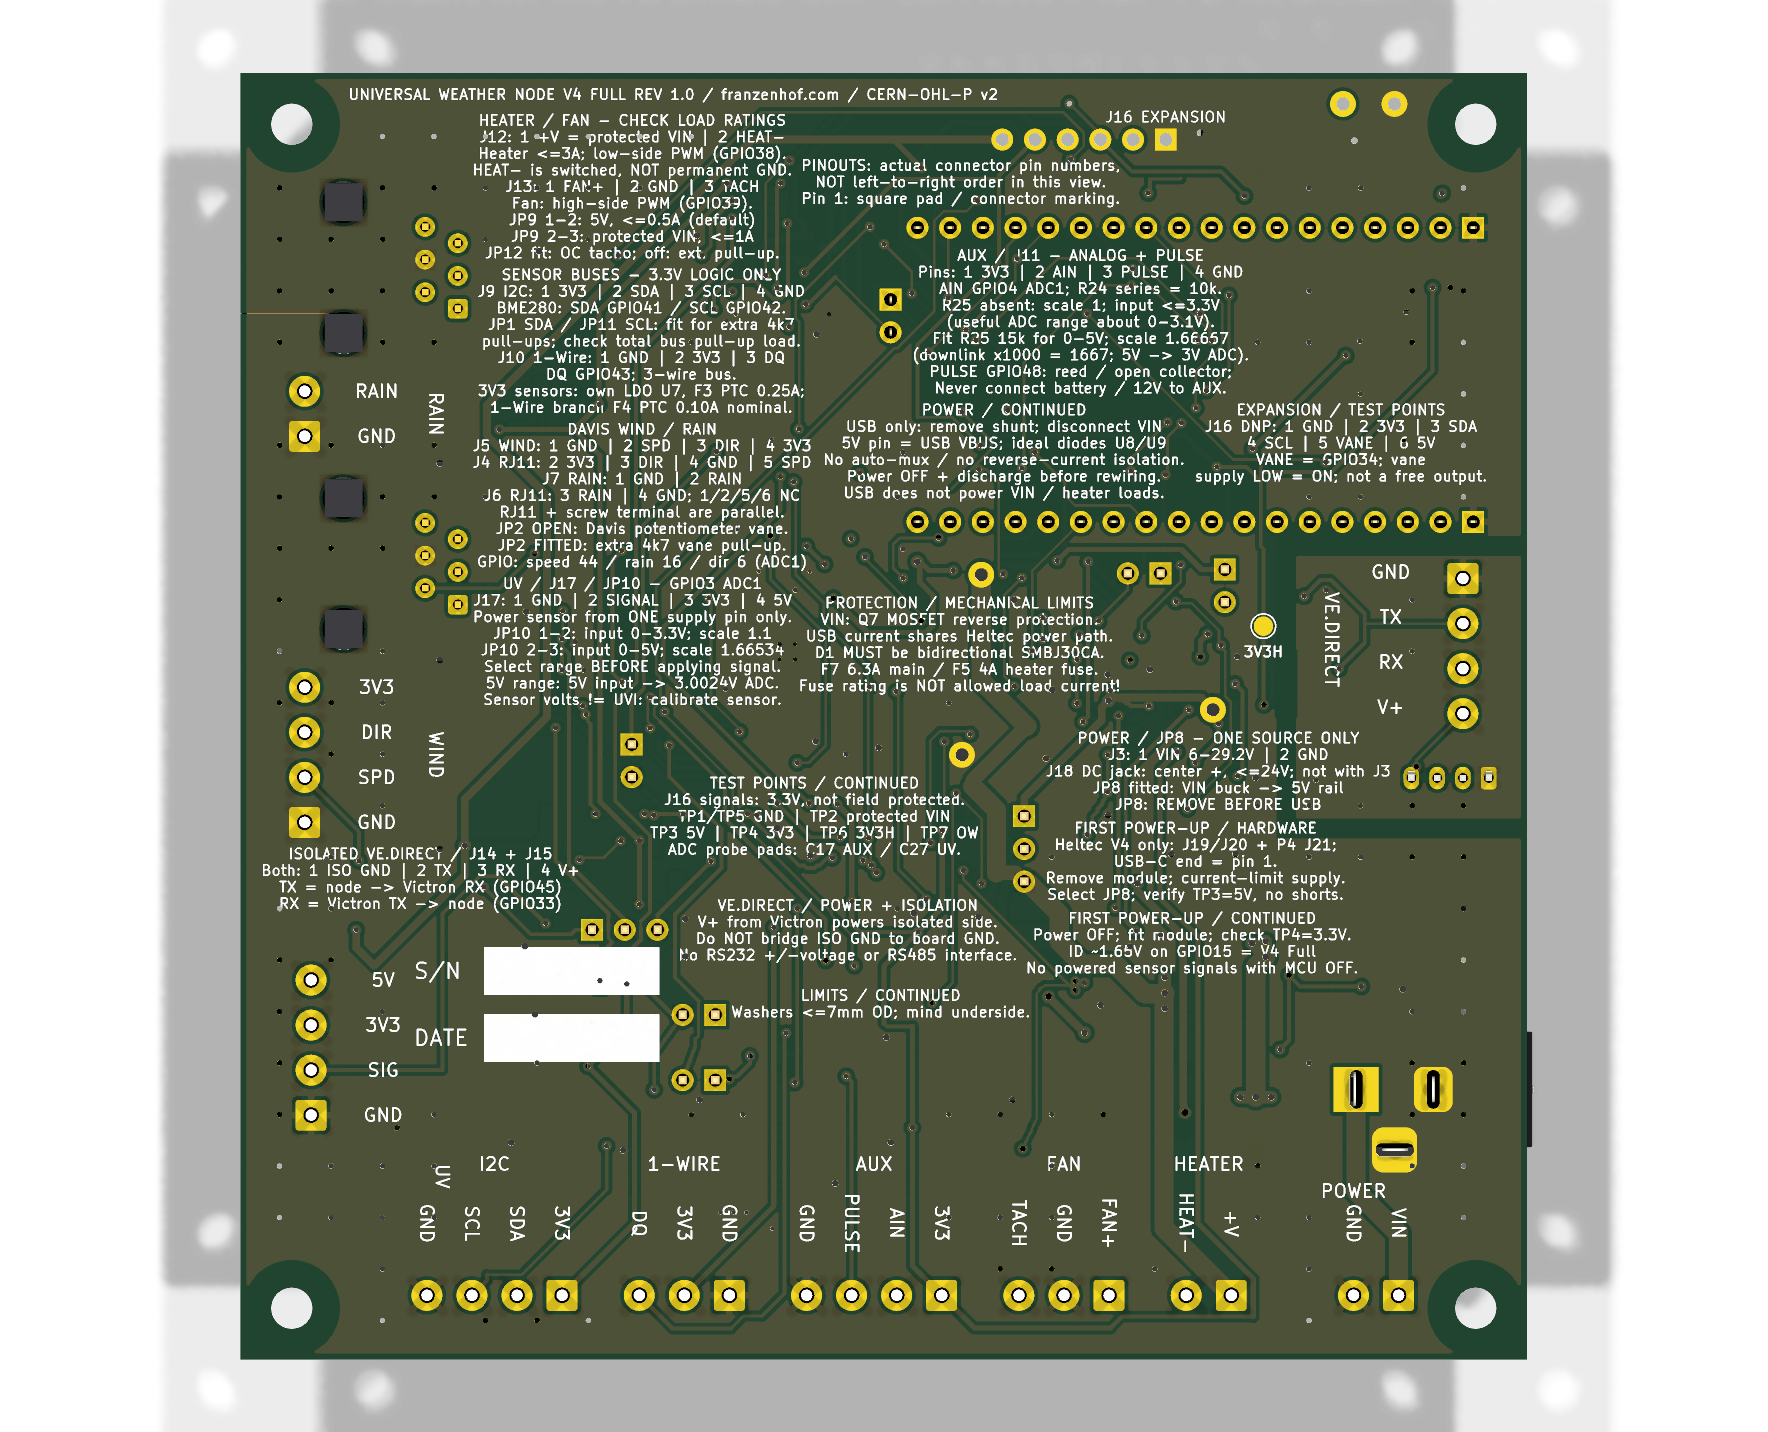 UNIVERSAL WEATHER NODE V4 FULL REV 1.0 / franzenhof.com / CERN-OHL-P v2
HEATER / FAN - CHECK LOAD RATINGS
J12: 1 +V = protected VIN | 2 HEAT-
Heater <=3A; low-side PWM (GPIO38).
HEAT- is switched, NOT permanent GND.
J13: 1 FAN+ | 2 GND | 3 TACH
Fan: high-side PWM (GPIO39).
JP9 1-2: 5V, <=0.5A (default)
JP9 2-3: protected VIN, <=1A
JP12 fit: OC tacho; off: ext. pull-up.
SENSOR BUSES - 3.3V LOGIC ONLY
J9 I2C: 1 3V3 | 2 SDA | 3 SCL | 4 GND
BME280: SDA GPIO41 / SCL GPIO42.
JP1 SDA / JP11 SCL: fit for extra 4k7
pull-ups; check total bus pull-up load.
J10 1-Wire: 1 GND | 2 3V3 | 3 DQ
DQ GPIO43; 3-wire bus.
3V3 sensors: own LDO U7, F3 PTC 0.25A;
1-Wire branch F4 PTC 0.10A nominal.
DAVIS WIND / RAIN
J5 WIND: 1 GND | 2 SPD | 3 DIR | 4 3V3
J4 RJ11: 2 3V3 | 3 DIR | 4 GND | 5 SPD
J7 RAIN: 1 GND | 2 RAIN
J6 RJ11: 3 RAIN | 4 GND; 1/2/5/6 NC
RJ11 + screw terminal are parallel.
JP2 OPEN: Davis potentiometer vane.
JP2 FITTED: extra 4k7 vane pull-up.
GPIO: speed 44 / rain 16 / dir 6 (ADC1)
UV / J17 / JP10 - GPIO3 ADC1
J17: 1 GND | 2 SIGNAL | 3 3V3 | 4 5V
Power sensor from ONE supply pin only.
JP10 1-2: input 0-3.3V; scale 1.1
JP10 2-3: input 0-5V; scale 1.66534
Select range BEFORE applying signal.
5V range: 5V input -> 3.0024V ADC.
Sensor volts != UVI: calibrate sensor.
J16 EXPANSION
PINOUTS: actual connector pin numbers,
NOT left-to-right order in this view.
Pin 1: square pad / connector marking.
AUX / J11 - ANALOG + PULSE
Pins: 1 3V3 | 2 AIN | 3 PULSE | 4 GND
AIN GPIO4 ADC1; R24 series = 10k.
R25 absent: scale 1; input <=3.3V
(useful ADC range about 0-3.1V).
Fit R25 15k for 0-5V; scale 1.66667
(downlink x1000 = 1667; 5V -> 3V ADC).
PULSE GPIO48: reed / open collector;
Never connect battery / 12V to AUX.
POWER / CONTINUED
USB only: remove shunt; disconnect VIN
5V pin = USB VBUS; ideal diodes U8/U9
No auto-mux / no reverse-current isolation.
Power OFF + discharge before rewiring.
USB does not power VIN / heater loads.
EXPANSION / TEST POINTS
J16 DNP: 1 GND | 2 3V3 | 3 SDA
4 SCL | 5 VANE | 6 5V
VANE = GPIO34; vane
supply LOW = ON; not a free output.
PROTECTION / MECHANICAL LIMITS
VIN: Q7 MOSFET reverse protection.
USB current shares Heltec power path.
D1 MUST be bidirectional SMBJ30CA.
F7 6.3A main / F5 4A heater fuse.
Fuse rating is NOT allowed load current!
3V3H
RAIN
GND
RAIN
3V3
DIR
SPD
GND
WIND
GND
TX
RX
V+
VE.DIRECT
POWER / JP8 - ONE SOURCE ONLY
J3: 1 VIN 6-29.2V | 2 GND
J18 DC jack: center +, <=24V; not with J3
JP8 fitted: VIN buck -> 5V rail
JP8: REMOVE BEFORE USB
TEST POINTS / CONTINUED
J16 signals: 3.3V, not field protected.
TP1/TP5 GND | TP2 protected VIN
TP3 5V | TP4 3V3 | TP6 3V3H | TP7 OW
ADC probe pads: C17 AUX / C27 UV.
FIRST POWER-UP / HARDWARE
Heltec V4 only: J19/J20 + P4 J21;
USB-C end = pin 1.
Remove module; current-limit supply.
Select JP8; verify TP3=5V, no shorts.
ISOLATED VE.DIRECT / J14 + J15
Both: 1 ISO GND | 2 TX | 3 RX | 4 V+
TX = node -> Victron RX (GPIO45)
RX = Victron TX -> node (GPIO33)
VE.DIRECT / POWER + ISOLATION
V+ from Victron powers isolated side.
Do NOT bridge ISO GND to board GND.
No RS232 +/-voltage or RS485 interface.
FIRST POWER-UP / CONTINUED
Power OFF; fit module; check TP4=3.3V.
ID ~1.65V on GPIO15 = V4 Full
No powered sensor signals with MCU OFF.
LIMITS / CONTINUED
Washers <=7mm OD; mind underside.
S/N
DATE
5V
3V3
SIG
GND
UV
I2C
1-WIRE
AUX
FAN
HEATER
POWER
GND
SCL
SDA
3V3
DQ
3V3
GND
GND
PULSE
AIN
3V3
TACH
GND
FAN+
HEAT-
+V
GND
VIN